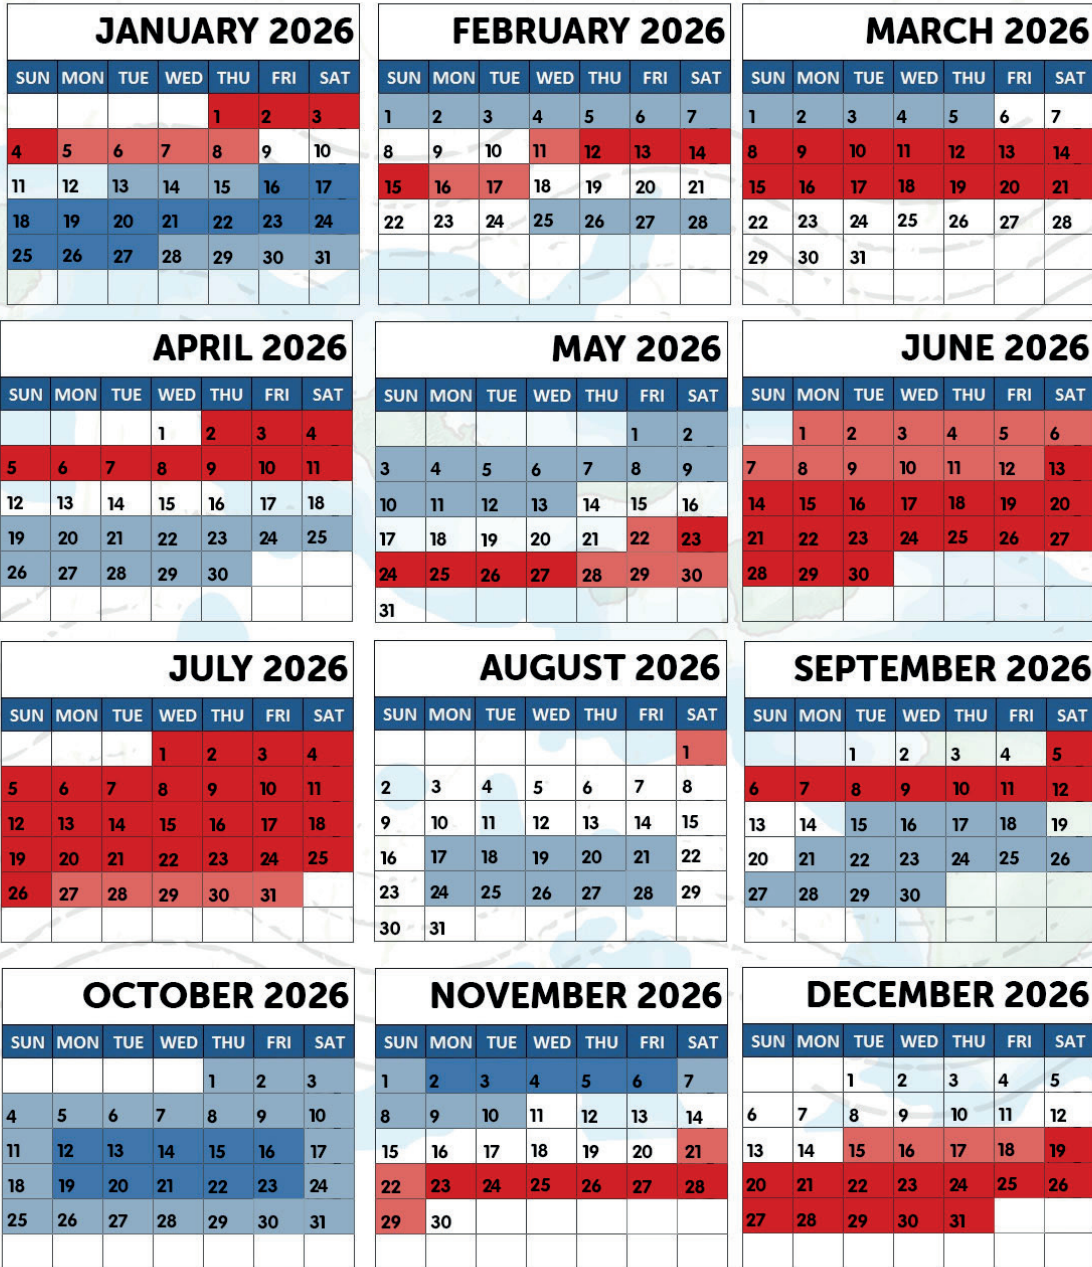 JANUARY 2026
SUN MON TUE WED THU FRI SAT
1 2 3
4 5 6 7 8 9 10
11 12 13 14 15 16 17
18 19 20 21 22 23 24
25 26 27 28 29 30 31
FEBRUARY 2026
SUN MON TUE WED THU FRI SAT
1 2 3 4 5 6 7
8 9 10 11 12 13 14
15 16 17 18 19 20 21
22 23 24 25 26 27 28
MARCH 2026
SUN MON TUE WED THU FRI SAT
1 2 3 4 5 6 7
8 9 10 11 12 13 14
15 16 17 18 19 20 21
22 23 24 25 26 27 28
29 30 31
APRIL 2026
SUN MON TUE WED THU FRI SAT
1 2 3 4
5 6 7 8 9 10 11
12 13 14 15 16 17 18
19 20 21 22 23 24 25
26 27 28 29 30
MAY 2026
SUN MON TUE WED THU FRI SAT
1 2
3 4 5 6 7 8 9
10 11 12 13 14 15 16
17 18 19 20 21 22 23
24 25 26 27 28 29 30
31
JUNE 2026
SUN MON TUE WED THU FRI SAT
1 2 3 4 5 6
7 8 9 10 11 12 13
14 15 16 17 18 19 20
21 22 23 24 25 26 27
28 29 30
JULY 2026
SUN MON TUE WED THU FRI SAT
1 2 3 4
5 6 7 8 9 10 11
12 13 14 15 16 17 18
19 20 21 22 23 24 25
26 27 28 29 30 31
AUGUST 2026
SUN MON TUE WED THU FRI SAT
1
2 3 4 5 6 7 8
9 10 11 12 13 14 15
16 17 18 19 20 21 22
23 24 25 26 27 28 29
30 31
SEPTEMBER 2026
SUN MON TUE WED THU FRI SAT
1 2 3 4 5
6 7 8 9 10 11 12
13 14 15 16 17 18 19
20 21 22 23 24 25 26
27 28 29 30
OCTOBER 2026
SUN MON TUE WED THU FRI SAT
1 2 3
4 5 6 7 8 9 10
11 12 13 14 15 16 17
18 19 20 21 22 23 24
25 26 27 28 29 30 31
NOVEMBER 2026
SUN MON TUE WED THU FRI SAT
1 2 3 4 5 6 7
8 9 10 11 12 13 14
15 16 17 18 19 20 21
22 23 24 25 26 27 28
29 30
DECEMBER 2026
SUN MON TUE WED THU FRI SAT
1 2 3 4 5
6 7 8 9 10 11 12
13 14 15 16 17 18 19
20 21 22 23 24 25 26
27 28 29 30 31